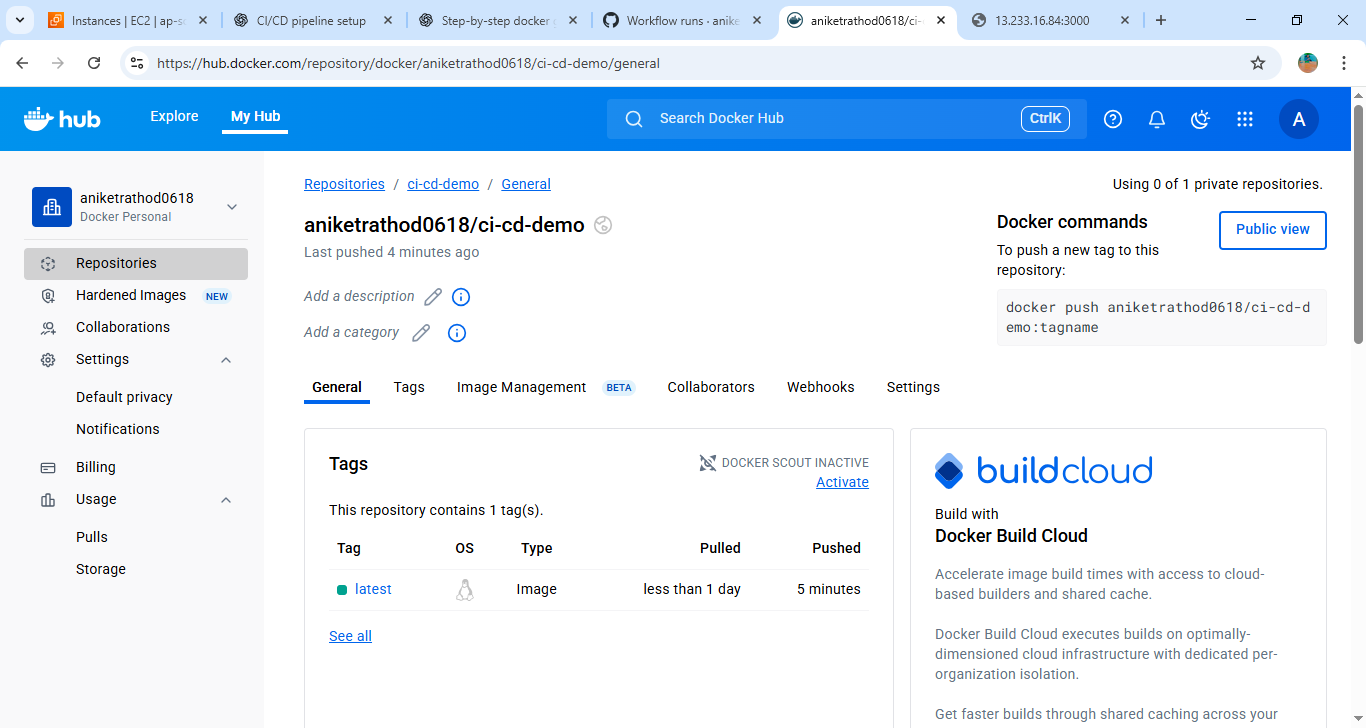 Instances | EC2 | ap-so
CI/CD pipeline setup
Step-by-step docker
Workflow runs · anike
aniketrathod0618/ci-
13.233.16.84:3000
https://hub.docker.com/repository/docker/aniketrathod0618/ci-cd-demo/general
hub
Explore
My Hub
Search Docker Hub
CtrlK
A
aniketrathod0618
Docker Personal
Repositories
Hardened Images NEW
Collaborations
Settings
Default privacy
Notifications
Billing
Usage
Pulls
Storage
Repositories / ci-cd-demo / General
Using 0 of 1 private repositories.
aniketrathod0618/ci-cd-demo
Last pushed 4 minutes ago
Add a description
Add a category
Docker commands
Public view
To push a new tag to this
repository:
docker push aniketrathod0618/ci-cd-d
emo:tagname
General
Tags
Image Management BETA
Collaborators
Webhooks
Settings
Tags
DOCKER SCOUT INACTIVE
Activate
This repository contains 1 tag(s).
Tag OS Type Pulled Pushed
latest Image less than 1 day 5 minutes
See all
buildcloud
Build with
Docker Build Cloud
Accelerate image build times with access to cloud-
based builders and shared cache.
Docker Build Cloud executes builds on optimally-
dimensioned cloud infrastructure with dedicated per-
organization isolation.
Get faster builds through shared caching across your